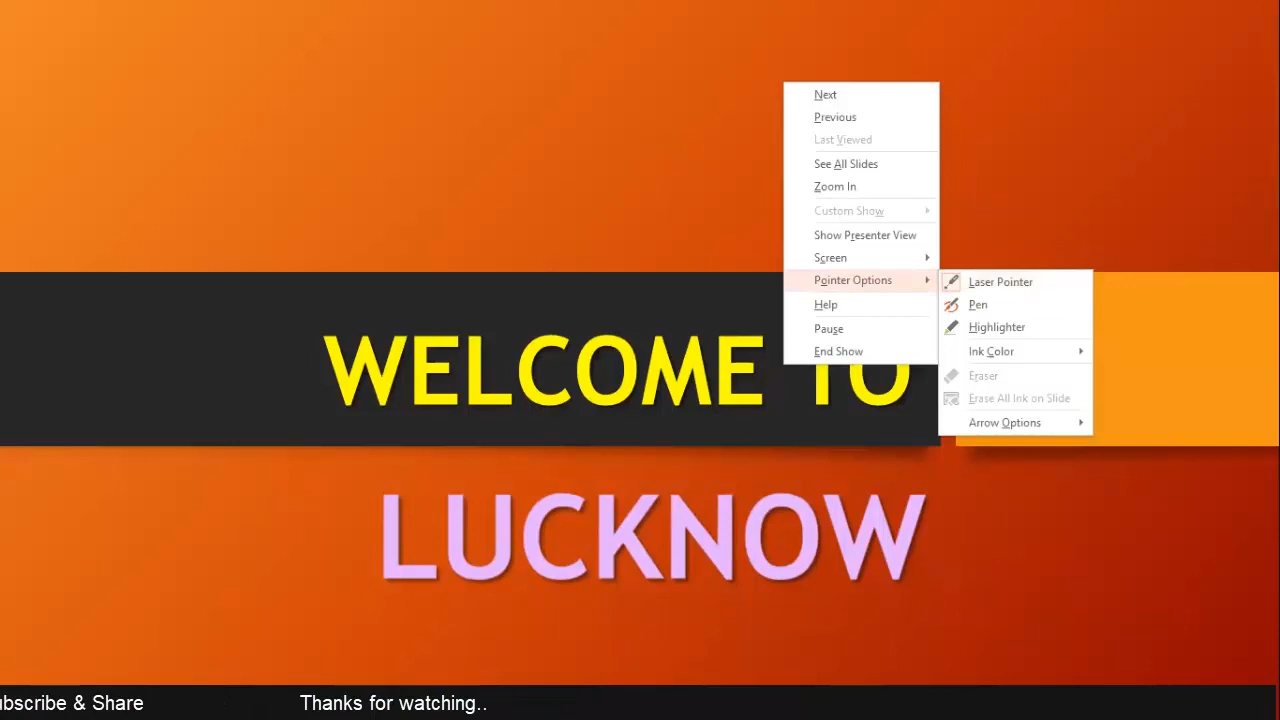 Next
Previous
Last Viewed
See All Slides
Zoom In
Custom Show
Show Presenter View
Screen
Pointer Options
Help
Pause
End Show
Laser Pointer
Pen
Highlighter
Ink Color
Eraser
Erase All Ink on Slide
Arrow Options
WELCOME TO
LUCKNOW
ubscribe & Share Thanks for watching..